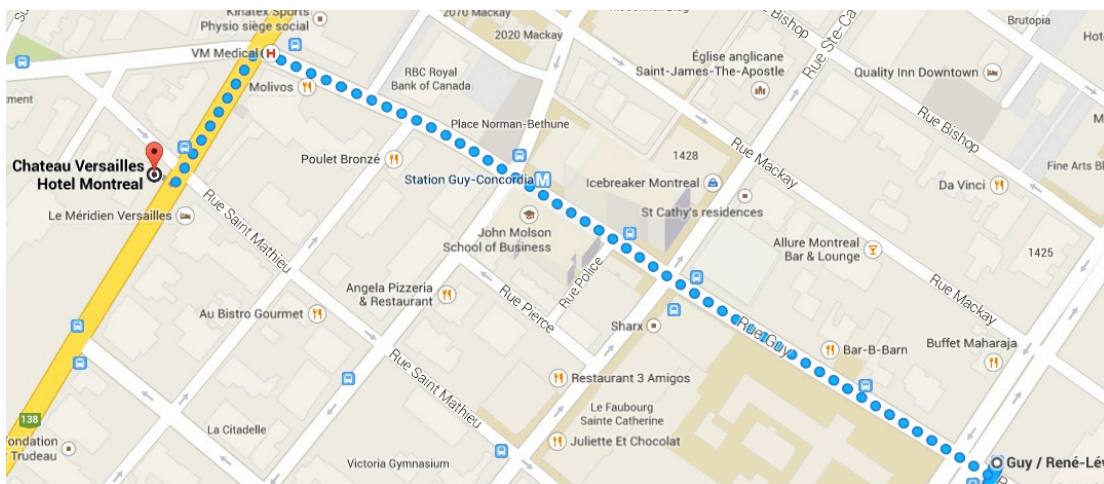 Kinatex Sports
Physio siège social
2070 Mackay
2020 Mackay
Rue Bishop
Rue Ste-Ca
Brutopia
Hote
VM Medical
H
RBC Royal
Bank of Canada
Église anglicane
Saint-James-The-Apostle
Quality Inn Downtown
Molivos
Place Norman-Bethune
Rue Bishop
Chateau Versailles
Hotel Montreal
Poulet Bronzé
1428
Rue Mackay
Fine Arts Bl
Station Guy-Concordia
M
Icebreaker Montreal
Da Vinci
Le Méridien Versailles
Rue Saint Mathieu
John Molson
School of Business
St Cathy's residences
Allure Montreal
Bar & Lounge
1425
Angela Pizzeria
& Restaurant
Rue Pierce
Rue Police
Rue Mackay
Au Bistro Gourmet
Sharx
Rue Guy
Bar-B-Barn
Buffet Maharaja
Rue Saint Mathieu
Restaurant 3 Amigos
138
La Citadelle
Le Faubourg
Sainte Catherine
Juliette Et Chocolat
ondation
Trudeau
Victoria Gymnasium
Guy / René-Lév